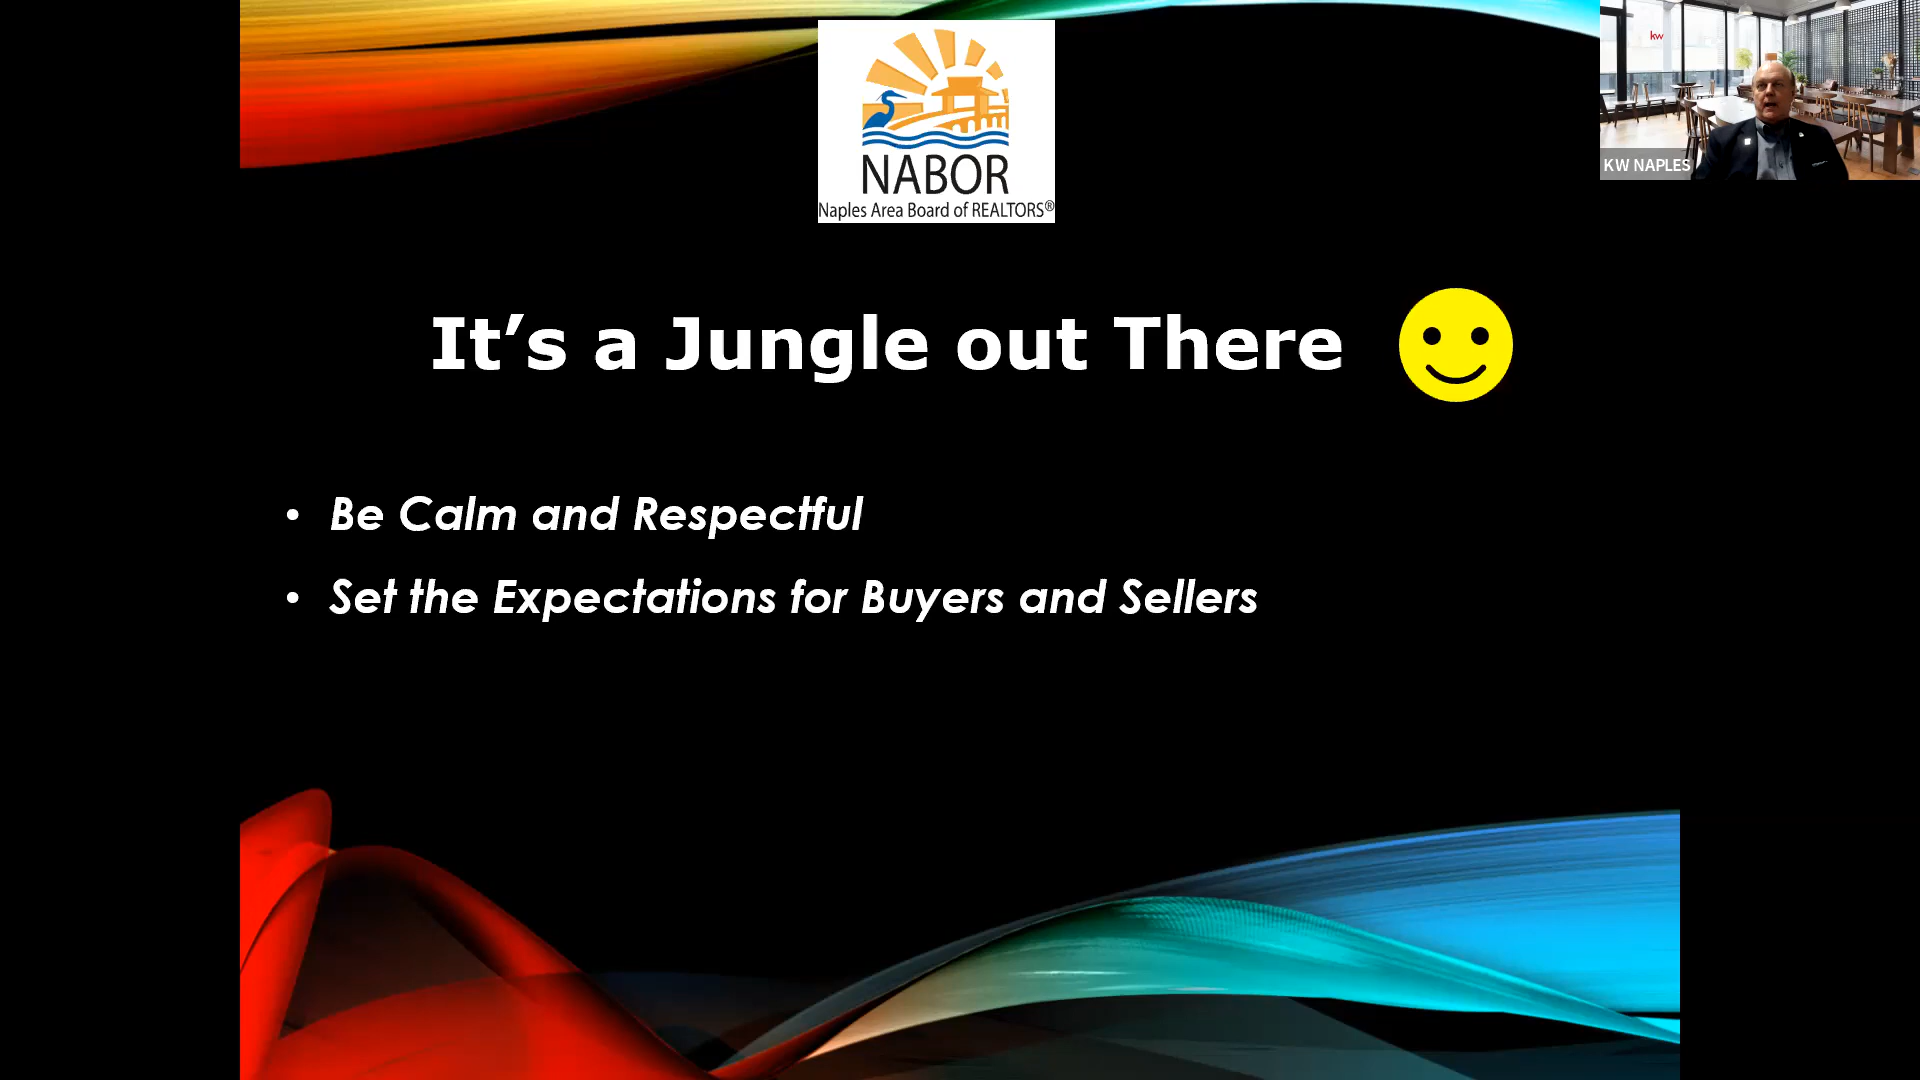 kw
KW NAPLES
NABOR
Naples Area Board of REALTORS®
It’s a Jungle out There
• Be Calm and Respectful
• Set the Expectations for Buyers and Sellers